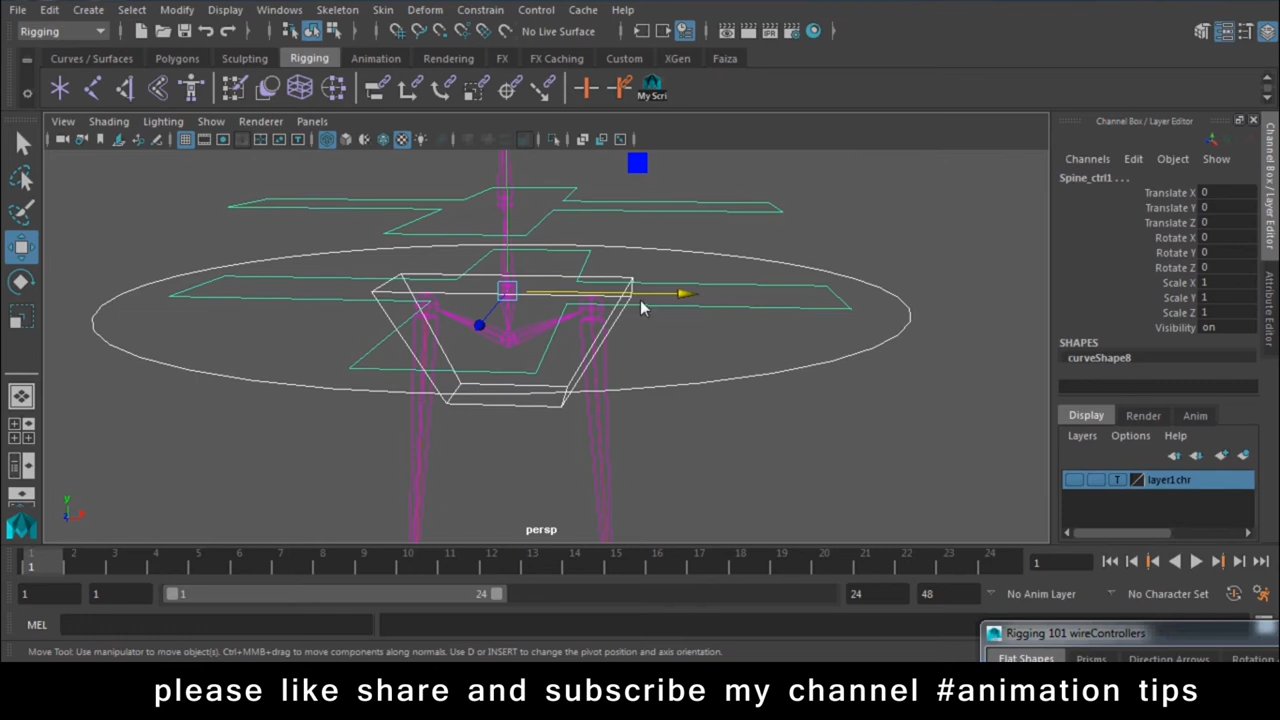 File Edit Create Select Modify Display Windows Skeleton Skin Deform Constrain Control Cache Help
Rigging No Live Surface
Curves / Surfaces Polygons Sculpting Rigging Animation Rendering FX FX Caching Custom XGen Faiza
My Scri
View Shading Lighting Show Renderer Panels
Channel Box / Layer Editor
Channels Edit Object Show
Spine_ctrl1 . . .
Translate X 0
Translate Y 0
Translate Z 0
Rotate X 0
Rotate Y 0
Rotate Z 0
Scale X 1
Scale Y 1
Scale Z 1
Visibility on
SHAPES
curveShape8
Display Render Anim
Layers Options Help
T layer1chr
Channel Box / Layer Editor
Attribute Editor
y
z x
persp
1 2 3 4 5 6 7 8 9 10 11 12 13 14 15 16 17 18 19 20 21 22 23 24
1 1
1 1 1 24 24 48 No Anim Layer No Character Set
MEL
Rigging 101 wireControllers
Flat Shapes Prisms Direction Arrows Rotation
Move Tool: Use manipulator to move object(s). Ctrl+MMB+drag to move components along normals. Use D or INSERT to change the pivot position and axis orientation.
please like share and subscribe my channel #animation tips